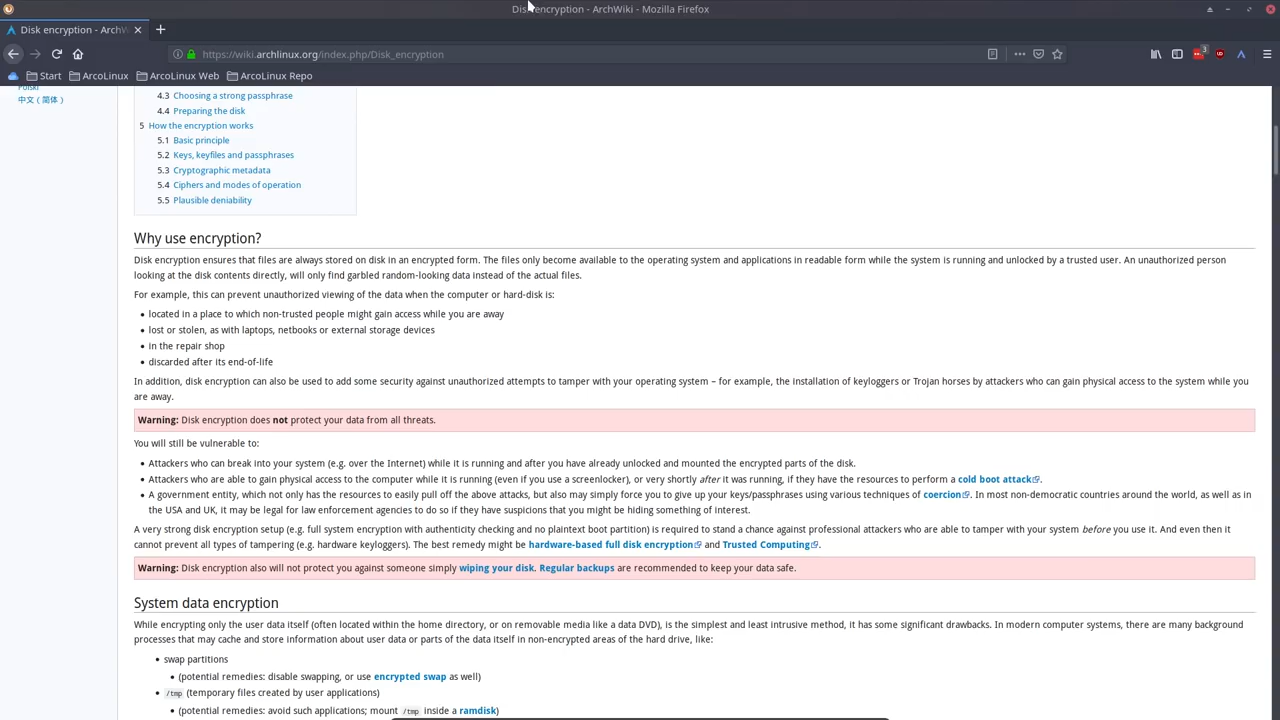 Disk encryption - ArchWiki - Mozilla Firefox
Disk encryption - ArchW
https://wiki.archlinux.org/index.php/Disk_encryption
3
Start ArcoLinux ArcoLinux Web ArcoLinux Repo
Polski
中文（简体）
4.3 Choosing a strong passphrase
4.4 Preparing the disk
5 How the encryption works
5.1 Basic principle
5.2 Keys, keyfiles and passphrases
5.3 Cryptographic metadata
5.4 Ciphers and modes of operation
5.5 Plausible deniability
Why use encryption?
Disk encryption ensures that files are always stored on disk in an encrypted form. The files only become available to the operating system and applications in readable form while the system is running and unlocked by a trusted user. An unauthorized person
looking at the disk contents directly, will only find garbled random-looking data instead of the actual files.
For example, this can prevent unauthorized viewing of the data when the computer or hard-disk is:
• located in a place to which non-trusted people might gain access while you are away
• lost or stolen, as with laptops, netbooks or external storage devices
• in the repair shop
• discarded after its end-of-life
In addition, disk encryption can also be used to add some security against unauthorized attempts to tamper with your operating system – for example, the installation of keyloggers or Trojan horses by attackers who can gain physical access to the system while you
are away.
Warning: Disk encryption does not protect your data from all threats.
You will still be vulnerable to:
• Attackers who can break into your system (e.g. over the Internet) while it is running and after you have already unlocked and mounted the encrypted parts of the disk.
• Attackers who are able to gain physical access to the computer while it is running (even if you use a screenlocker), or very shortly after it was running, if they have the resources to perform a cold boot attack.
• A government entity, which not only has the resources to easily pull off the above attacks, but also may simply force you to give up your keys/passphrases using various techniques of coercion. In most non-democratic countries around the world, as well as in
the USA and UK, it may be legal for law enforcement agencies to do so if they have suspicions that you might be hiding something of interest.
A very strong disk encryption setup (e.g. full system encryption with authenticity checking and no plaintext boot partition) is required to stand a chance against professional attackers who are able to tamper with your system before you use it. And even then it
cannot prevent all types of tampering (e.g. hardware keyloggers). The best remedy might be hardware-based full disk encryption and Trusted Computing.
Warning: Disk encryption also will not protect you against someone simply wiping your disk. Regular backups are recommended to keep your data safe.
System data encryption
While encrypting only the user data itself (often located within the home directory, or on removable media like a data DVD), is the simplest and least intrusive method, it has some significant drawbacks. In modern computer systems, there are many background
processes that may cache and store information about user data or parts of the data itself in non-encrypted areas of the hard drive, like:
• swap partitions
• (potential remedies: disable swapping, or use encrypted swap as well)
• /tmp (temporary files created by user applications)
• (potential remedies: avoid such applications; mount /tmp inside a ramdisk)